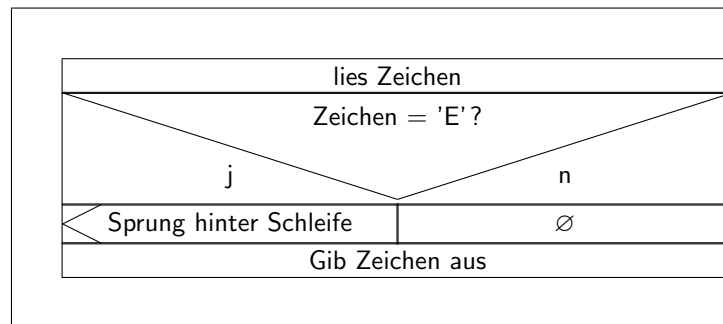 lies Zeichen
Zeichen = 'E'?
j n
Sprung hinter Schleife ∅
Gib Zeichen aus